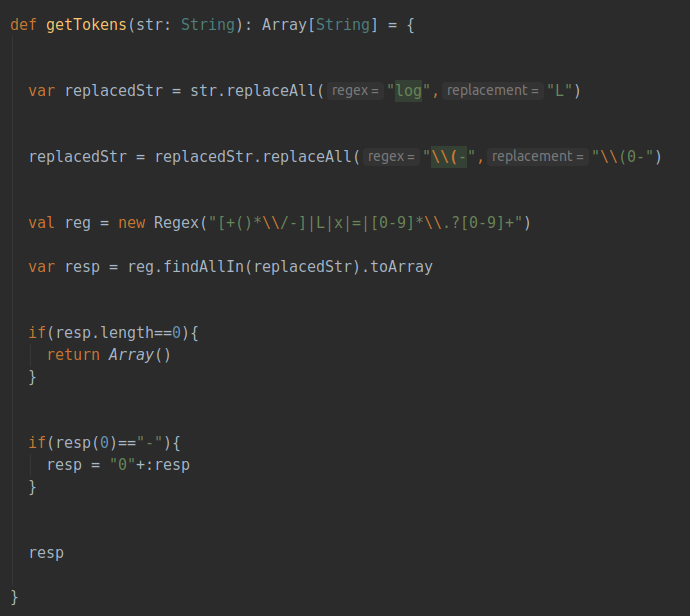 def getTokens(str: String): Array[String] = {
var replacedStr = str.replaceAll( regex = "log", replacement = "L")
replacedStr = replacedStr.replaceAll( regex = "\\(-", replacement = "\\(0-")
val reg = new Regex("[+()*\\/-]|L|x|=|[0-9]*\\.?[0-9]+")
var resp = reg.findAllIn(replacedStr).toArray
if(resp.length==0){
return Array()
}
if(resp(0)=="-"){
resp = "0"+:resp
}
resp
}